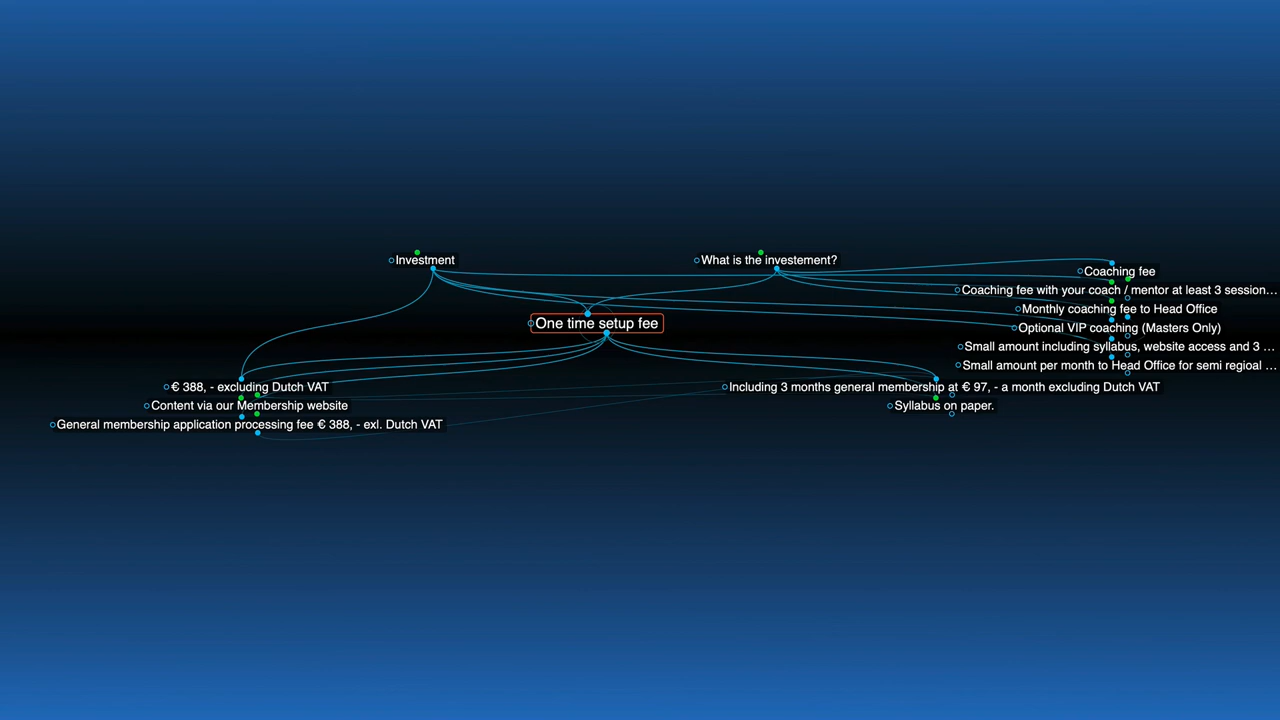 Investment
What is the investement?
Coaching fee
Coaching fee with your coach / mentor at least 3 session...
Monthly coaching fee to Head Office
One time setup fee
Optional VIP coaching (Masters Only)
Small amount including syllabus, website access and 3 ...
Small amount per month to Head Office for semi regioal ...
€ 388, - excluding Dutch VAT
Including 3 months general membership at € 97, - a month excluding Dutch VAT
Content via our Membership website
Syllabus on paper.
General membership application processing fee € 388, - exl. Dutch VAT